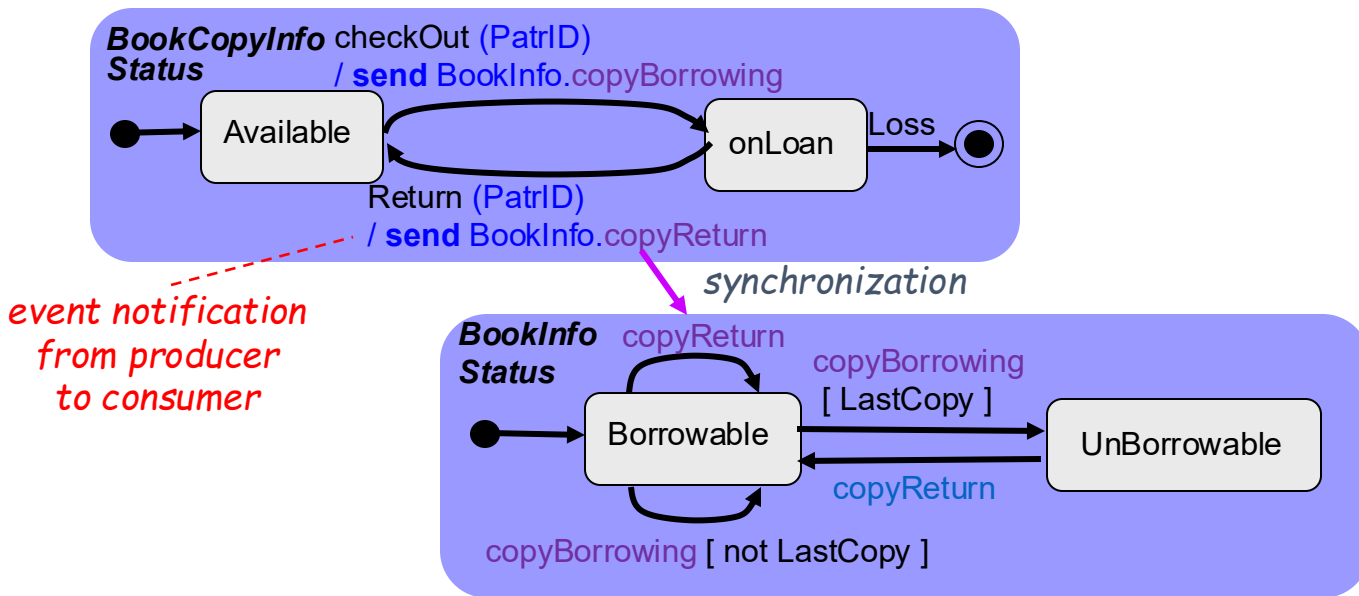 BookCopyInfo
Status
checkOut (PatrID)
/ send BookInfo.copyBorrowing
Available
onLoan
Loss
Return (PatrID)
/ send BookInfo.copyReturn
synchronization
event notification
from producer
to consumer
BookInfo
Status
copyReturn
copyBorrowing
[ LastCopy ]
Borrowable
UnBorrowable
copyReturn
copyBorrowing [ not LastCopy ]